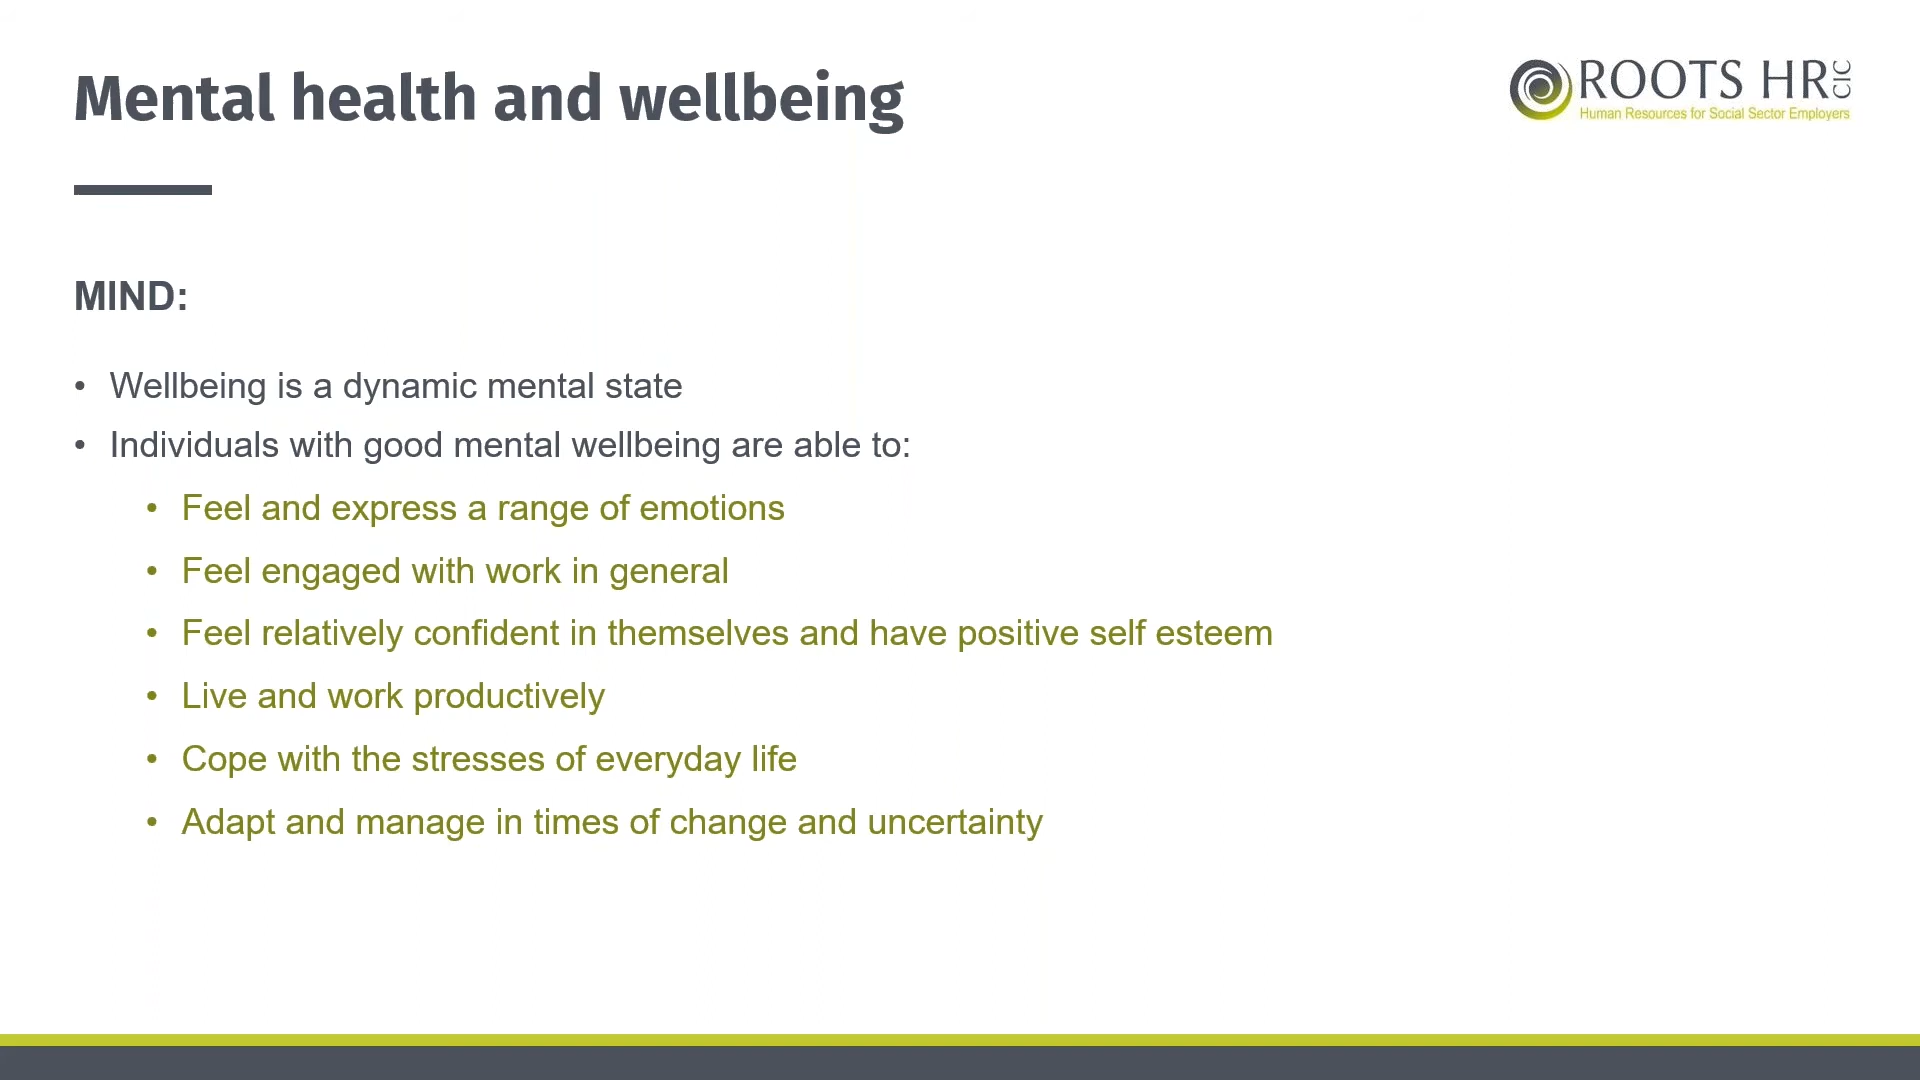 Mental health and wellbeing
ROOTS HR CIC
Human Resources for Social Sector Employers
MIND:
• Wellbeing is a dynamic mental state
• Individuals with good mental wellbeing are able to:
• Feel and express a range of emotions
• Feel engaged with work in general
• Feel relatively confident in themselves and have positive self esteem
• Live and work productively
• Cope with the stresses of everyday life
• Adapt and manage in times of change and uncertainty